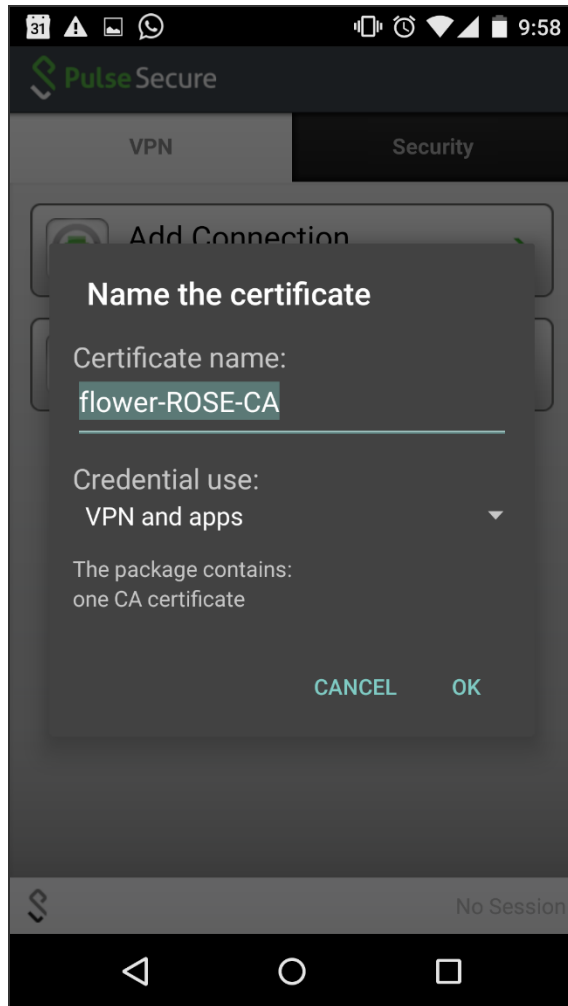 31 9:58
Pulse Secure
VPN Security
Add Connection
Name the certificate
Certificate name:
flower-ROSE-CA
Credential use:
VPN and apps
The package contains:
one CA certificate
CANCEL OK
No Session